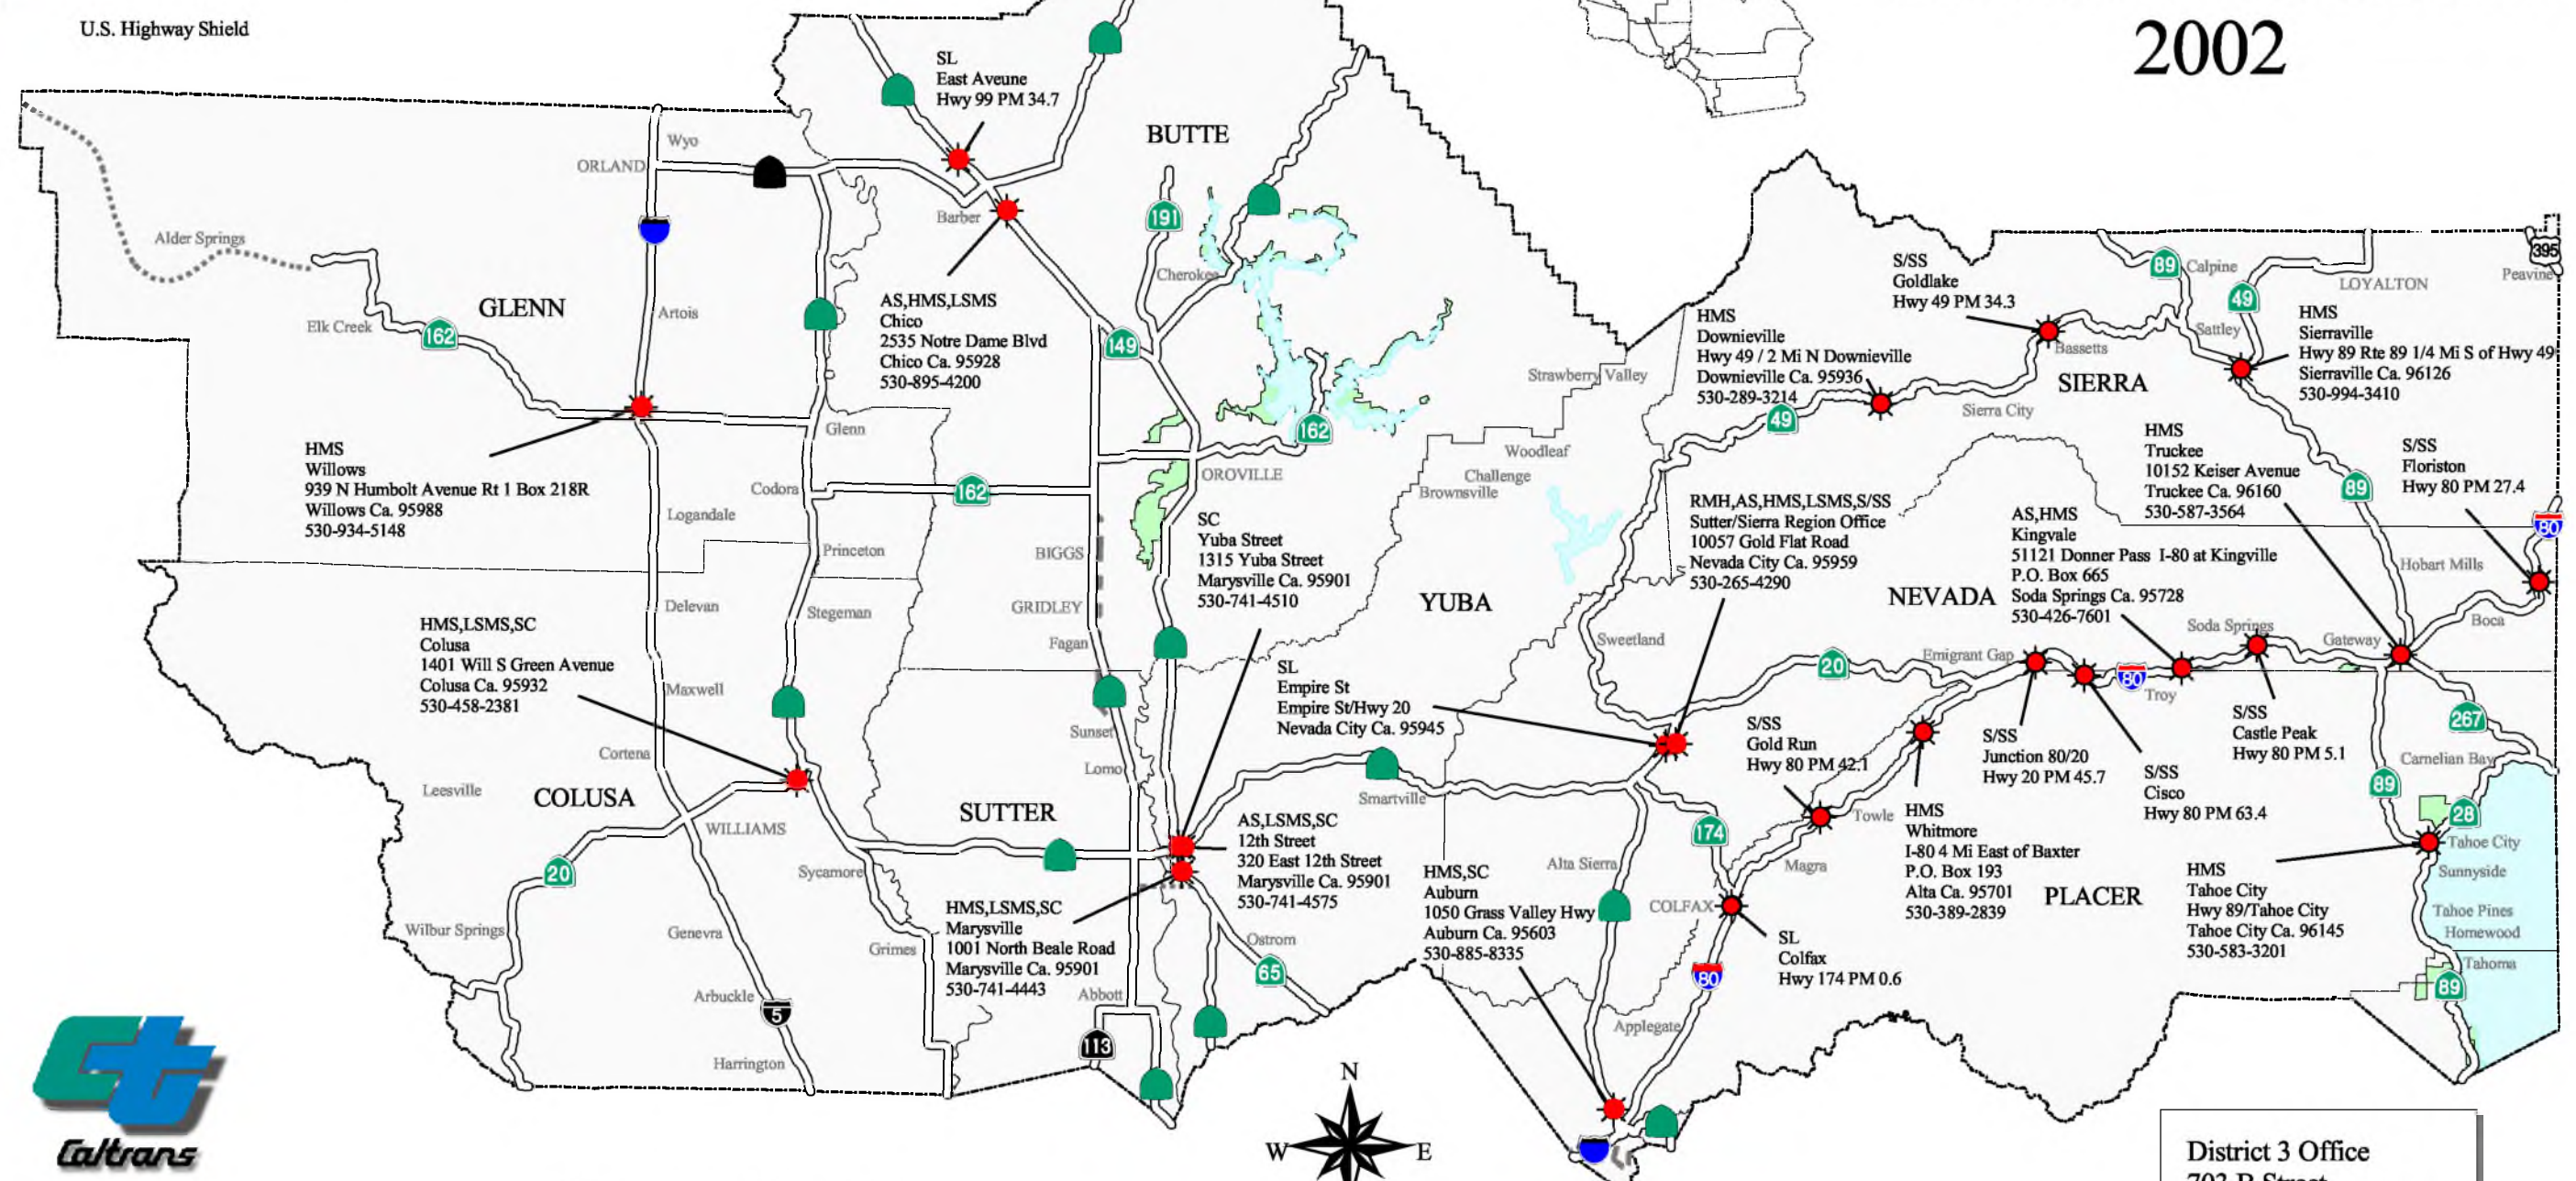 U.S. Highway Shield
2002
SL
East Aveune
Hwy 99 PM 34.7
BUTTE
Wyo
ORLAND
Barber
191
Cherokee
Alder Springs
GLENN
Elk Creek
162
Artois
AS,HMS,LSMS
Chico
2535 Notre Dame Blvd
Chico Ca. 95928
530-895-4200
149
Strawberry Valley
HMS
Downieville
Hwy 49 / 2 Mi N Downieville
Downieville Ca. 95936
530-289-3214
49
S/SS
Goldlake
Hwy 49 PM 34.3
Bassetts
SIERRA
Sierra City
89
Calpine
49
LOYALTON
395
Peavine
Sattley
HMS
Sierraville
Hwy 89 Rte 89 1/4 Mi S of Hwy 49
Sierraville Ca. 96126
530-994-3410
HMS
Willows
939 N Humbolt Avenue Rt 1 Box 218R
Willows Ca. 95988
530-934-5148
Glenn
Codora
162
162
OROVILLE
Woodleaf
Challenge
Brownsville
Logandale
Princeton
BIGGS
SC
Yuba Street
1315 Yuba Street
Marysville Ca. 95901
530-741-4510
RMH,AS,HMS,LSMS,S/SS
Sutter/Sierra Region Office
10057 Gold Flat Road
Nevada City Ca. 95959
530-265-4290
AS,HMS
Kingvale
51121 Donner Pass I-80 at Kingville
P.O. Box 665
Soda Springs Ca. 95728
530-426-7601
HMS
Truckee
10152 Keiser Avenue
Truckee Ca. 96160
530-587-3564
89
S/SS
Floriston
Hwy 80 PM 27.4
80
Hobart Mills
Boca
Delevan
Stegeman
GRIDLEY
Fagan
YUBA
NEVADA
Sweetland
Soda Springs
Gateway
Emigrant Gap
20
80
Troy
HMS,LSMS,SC
Colusa
1401 Will S Green Avenue
Colusa Ca. 95932
530-458-2381
Maxwell
Cortena
Leesville
COLUSA
WILLIAMS
Sunset
Lomo
SL
Empire St
Empire St/Hwy 20
Nevada City Ca. 95945
Smartville
S/SS
Gold Run
Hwy 80 PM 42.1
S/SS
Junction 80/20
Hwy 20 PM 45.7
S/SS
Cisco
Hwy 80 PM 63.4
S/SS
Castle Peak
Hwy 80 PM 5.1
267
Carnelian Bay
89
28
SUTTER
AS,LSMS,SC
12th Street
320 East 12th Street
Marysville Ca. 95901
530-741-4575
174
Towle
Magra
HMS
Whitmore
I-80 4 Mi East of Baxter
P.O. Box 193
Alta Ca. 95701
530-389-2839
PLACER
HMS
Tahoe City
Hwy 89/Tahoe City
Tahoe City Ca. 96145
530-583-3201
Tahoe City
Sunnyside
Tahoe Pines
Homewood
Tahoma
89
20
Sycamore
Wilbur Springs
Genevra
Grimes
HMS,LSMS,SC
Marysville
1001 North Beale Road
Marysville Ca. 95901
530-741-4443
Ostrom
65
HMS,SC
Auburn
1050 Grass Valley Hwy
Auburn Ca. 95603
530-885-8335
Alta Sierra
COLFAX
SL
Colfax
Hwy 174 PM 0.6
80
Applegate
Arbuckle
5
Abbott
113
Harrington
Caltrans
N
W
E
District 3 Office
703 B Street